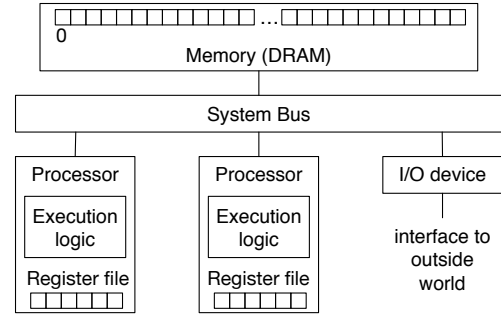 ...
0
Memory (DRAM)
System Bus
Processor
Execution
logic
Register file
Processor
Execution
logic
Register file
I/O device
interface to
outside
world